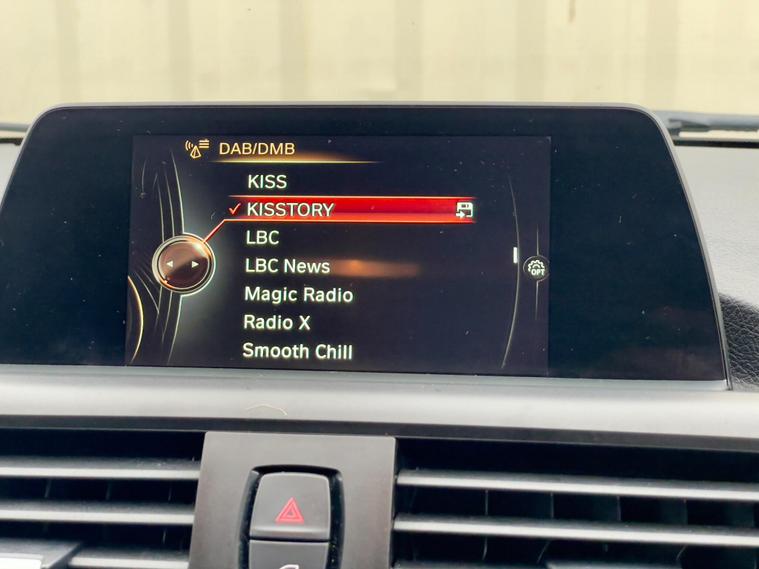 DAB/DMB
KISS
KISSTORY
LBC
LBC News
OPT
Magic Radio
Radio X
Smooth Chill